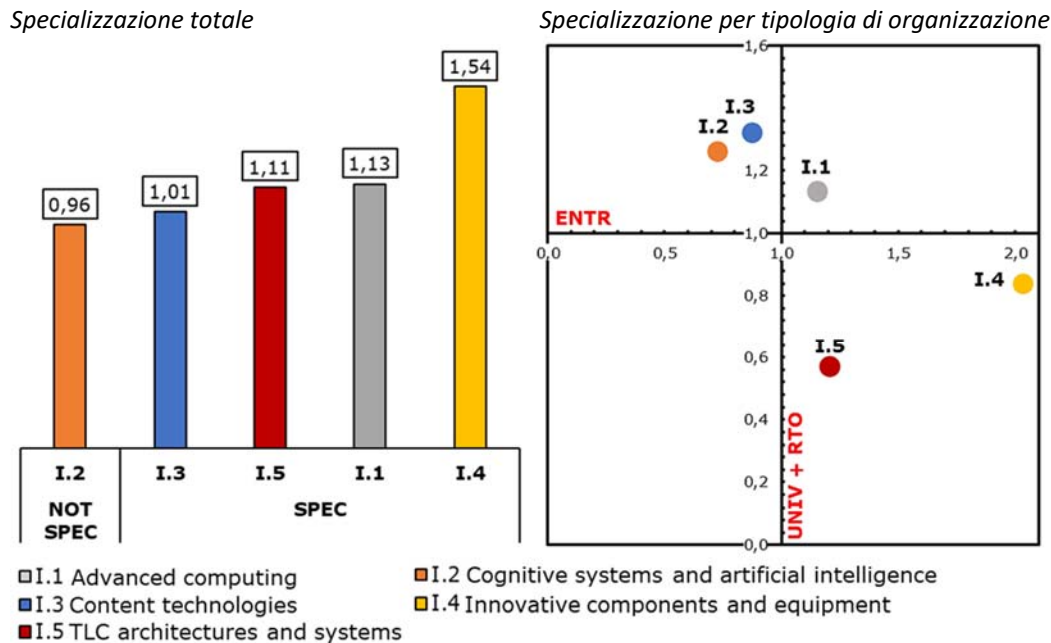 Specializzazione totale
Specializzazione per tipologia di organizzazione
0,96
1,01
1,11
1,13
1,54
I.2
I.3
I.5
I.1
I.4
NOT
SPEC
SPEC
1,6
I.3
I.2
1,2
I.1
ENTR
1,0
0,0
0,5
1,0
1,5
2,0
0,8
I.4
0,6
I.5
0,4
UNIV + RTO
0,2
0,0
I.1 Advanced computing
I.2 Cognitive systems and artificial intelligence
I.3 Content technologies
I.4 Innovative components and equipment
I.5 TLC architectures and systems